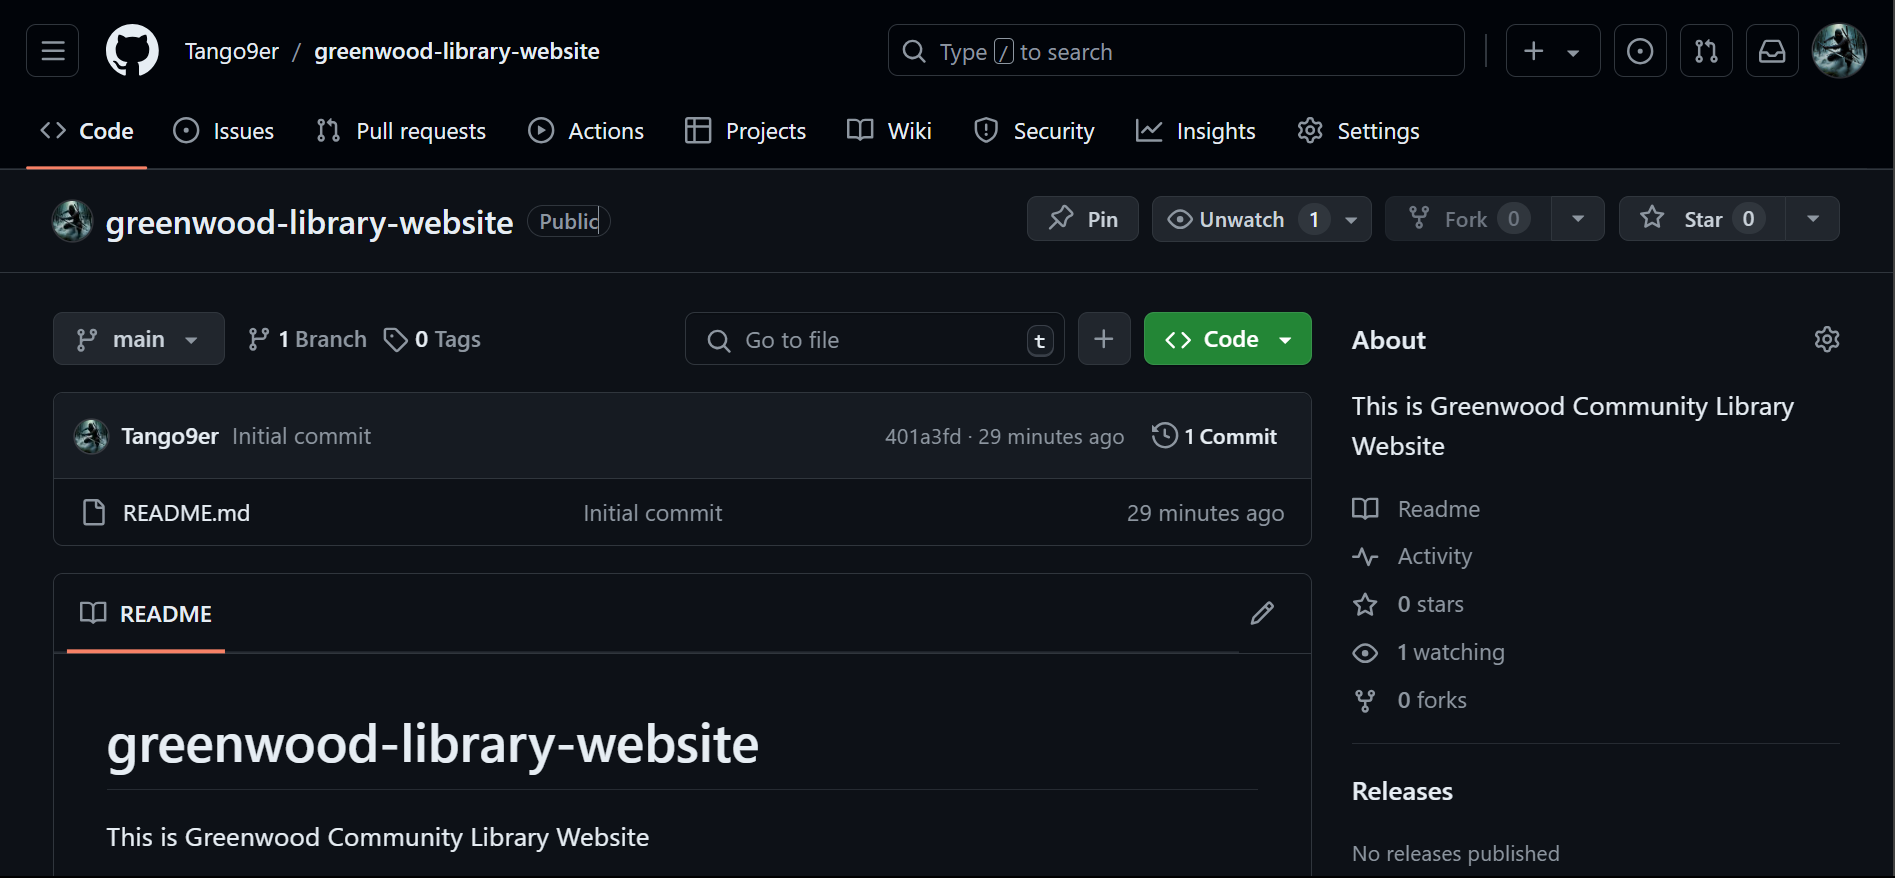 Tango9er / greenwood-library-website
Type / to search
Code Issues Pull requests Actions Projects Wiki Security Insights Settings
greenwood-library-website Public
Pin Unwatch 1 Fork 0 Star 0
main 1 Branch 0 Tags
Go to file t
Code
Tango9er Initial commit 401a3fd · 29 minutes ago 1 Commit
README.md Initial commit 29 minutes ago
README
greenwood-library-website
This is Greenwood Community Library Website
About
This is Greenwood Community Library
Website
Readme
Activity
0 stars
1 watching
0 forks
Releases
No releases published